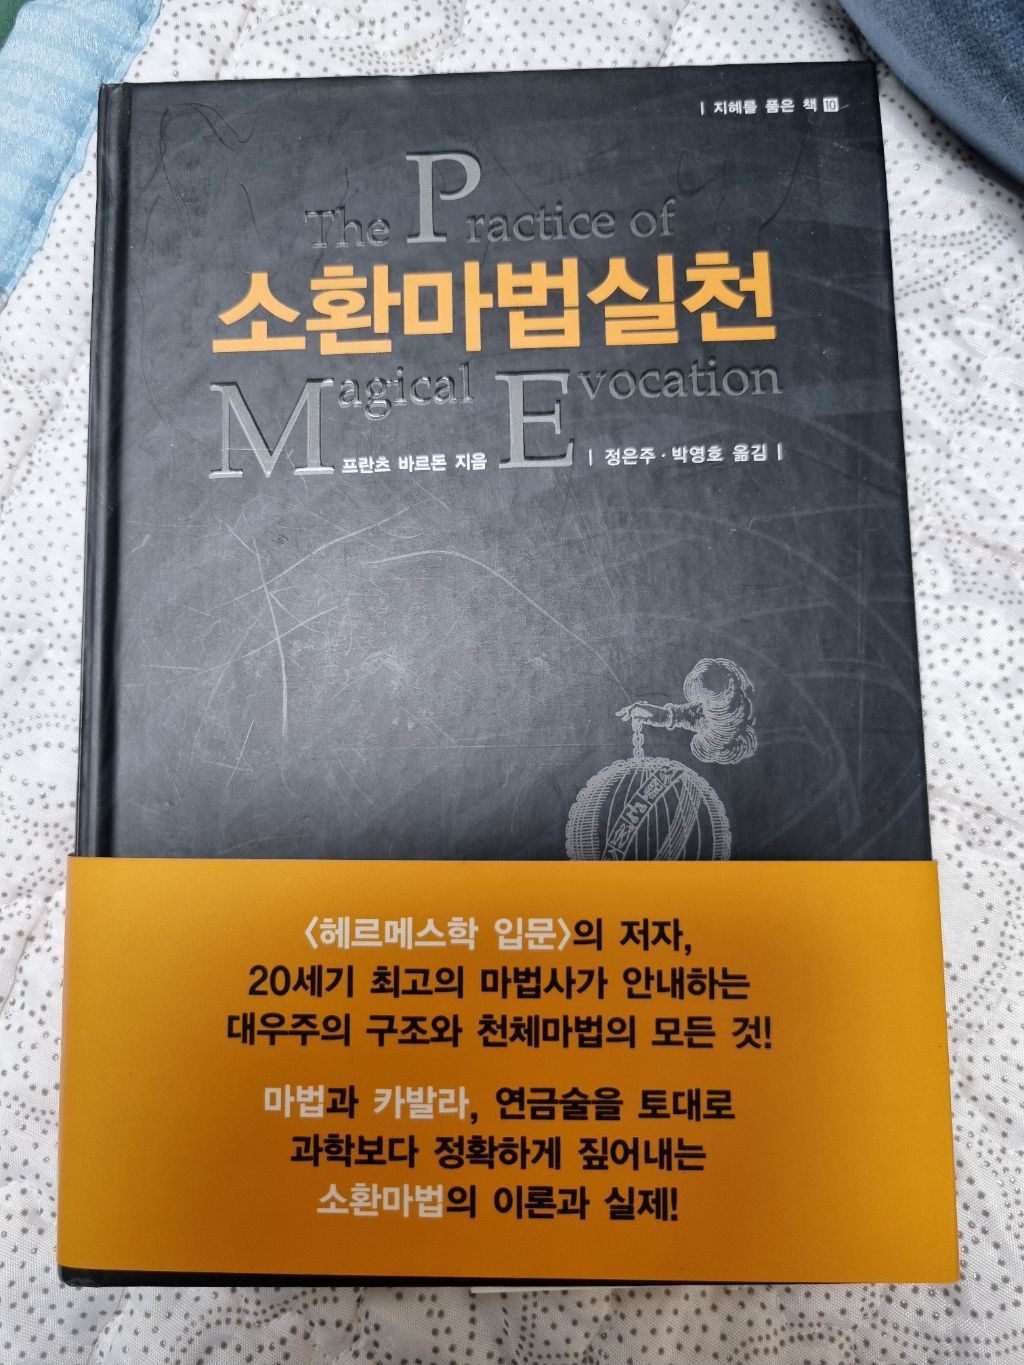 | 지혜를 품은 책 10
The Practice of
소환마법실천
Magical Evocation
프란츠 바르돈 지음
| 정은주 · 박영호 옮김 |
<헤르메스학 입문>의 저자,
20세기 최고의 마법사가 안내하는
대우주의 구조와 천체마법의 모든 것!
마법과 카발라, 연금술을 토대로
과학보다 정확하게 짚어내는
소환마법의 이론과 실제!